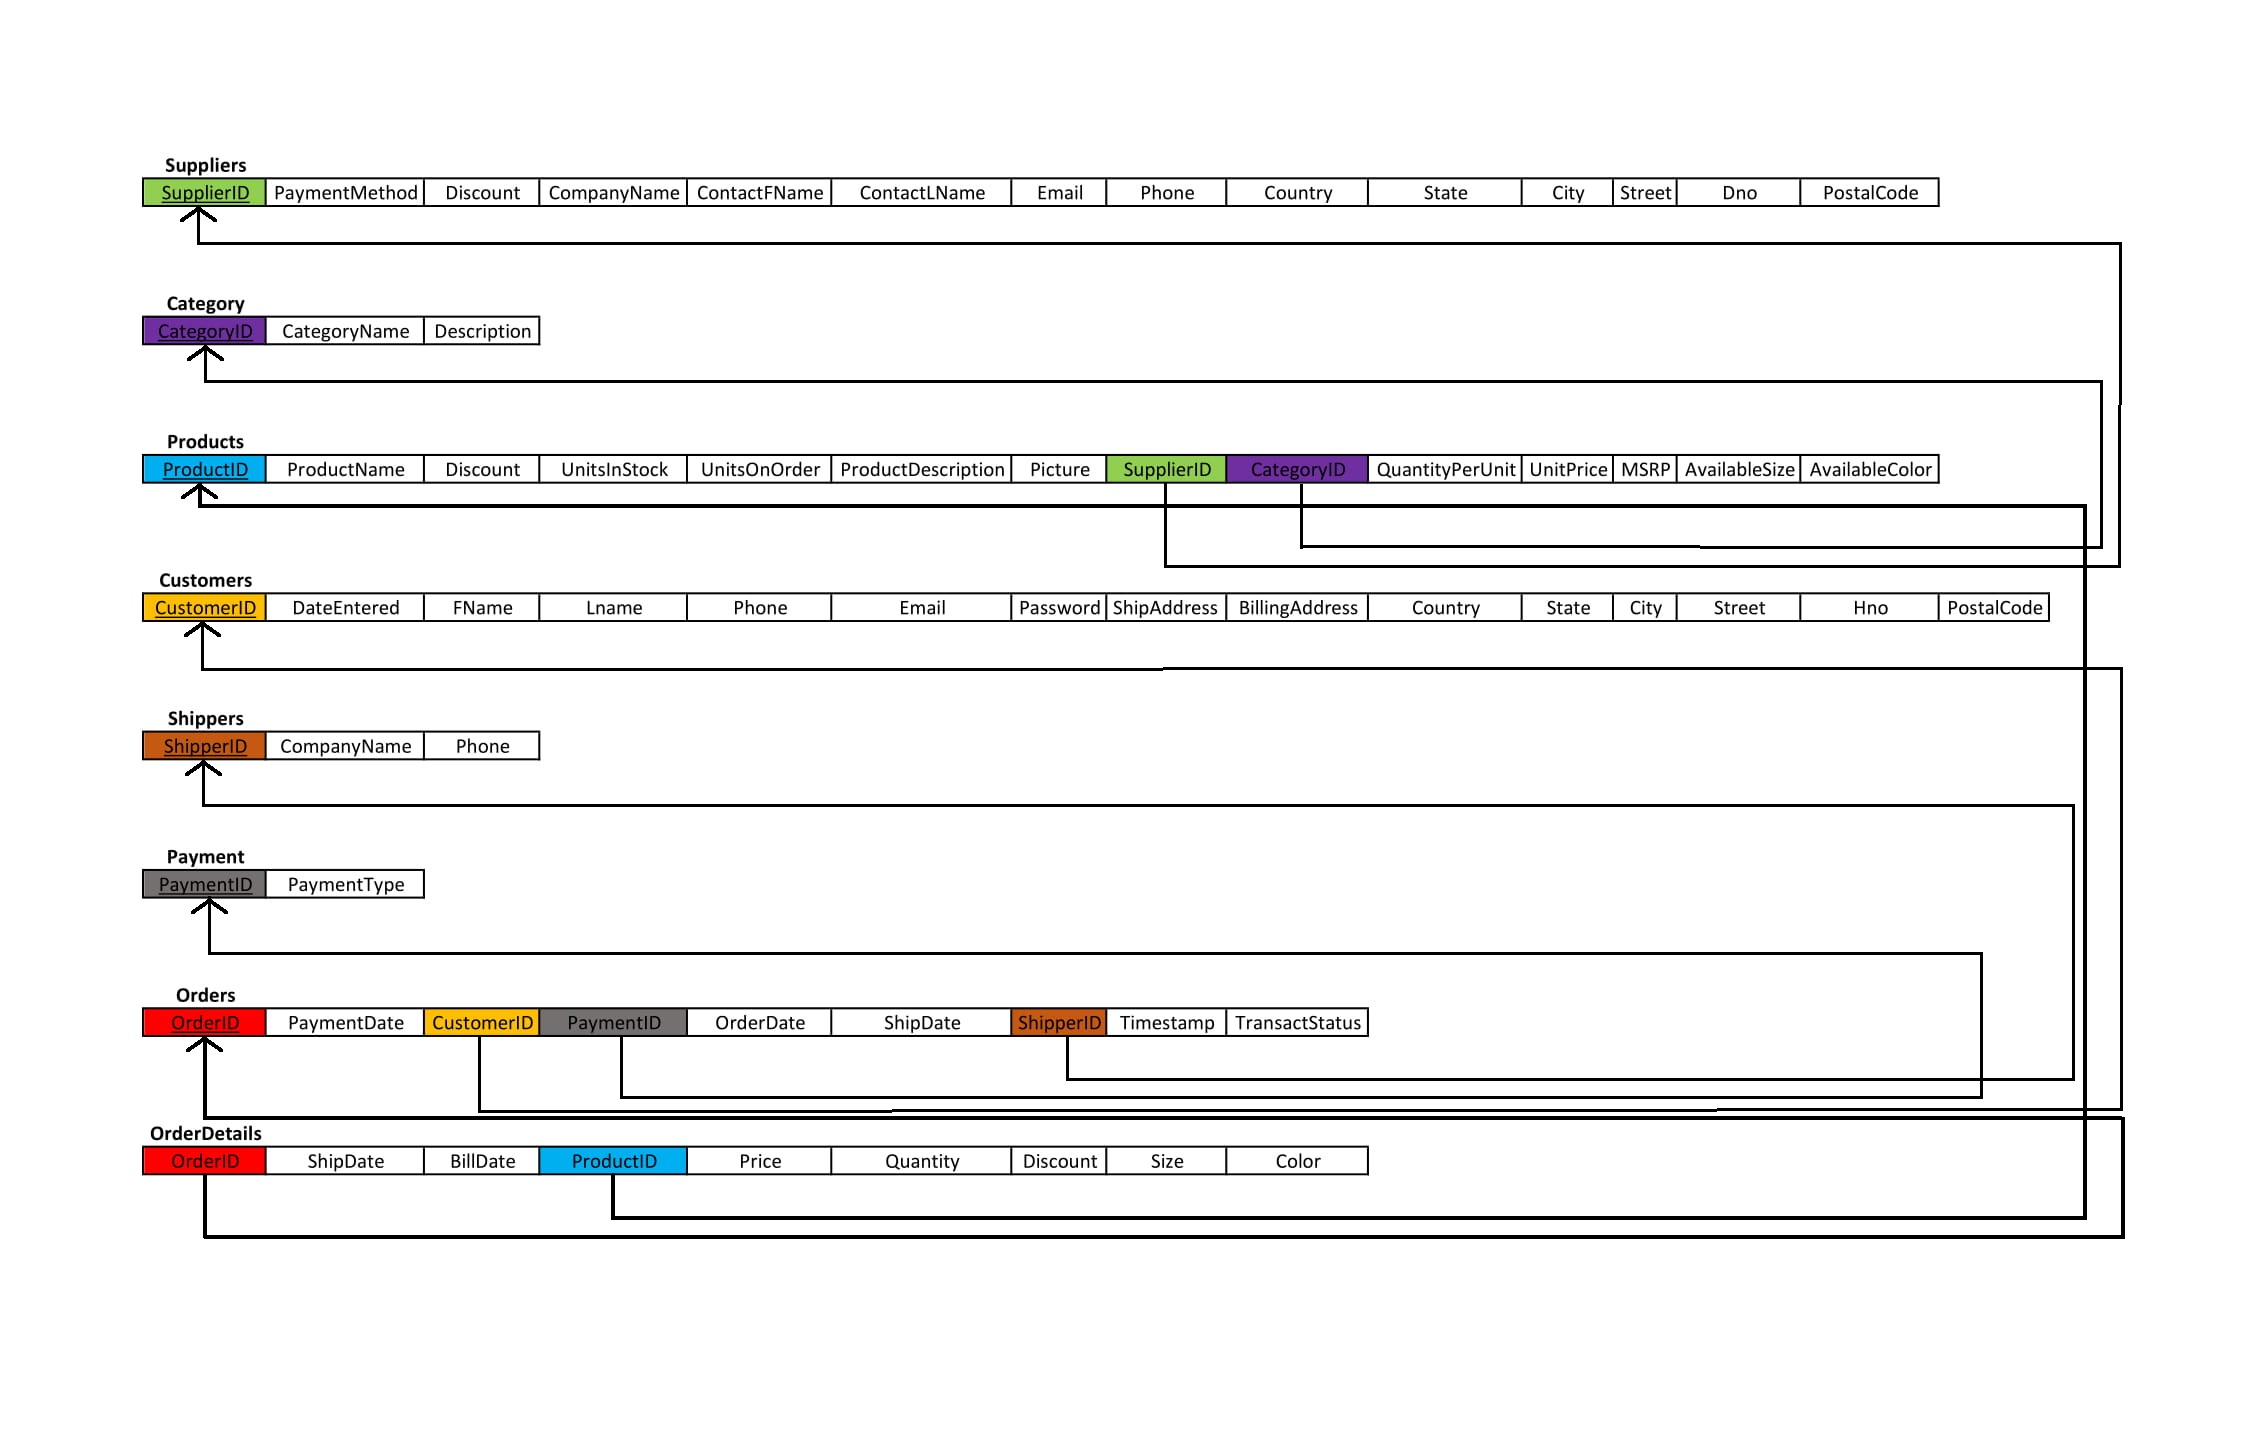 Suppliers
SupplierID PaymentMethod Discount CompanyName ContactFName ContactLName Email Phone Country State City Street Dno PostalCode
Category
CategoryID CategoryName Description
Products
ProductID ProductName Discount UnitsInStock UnitsOnOrder ProductDescription Picture SupplierID CategoryID QuantityPerUnit UnitPrice MSRP AvailableSize AvailableColor
Customers
CustomerID DateEntered FName Lname Phone Email Password ShipAddress BillingAddress Country State City Street Hno PostalCode
Shippers
ShipperID CompanyName Phone
Payment
PaymentID PaymentType
Orders
OrderID PaymentDate CustomerID PaymentID OrderDate ShipDate ShipperID Timestamp TransactStatus
OrderDetails
OrderID ShipDate BillDate ProductID Price Quantity Discount Size Color